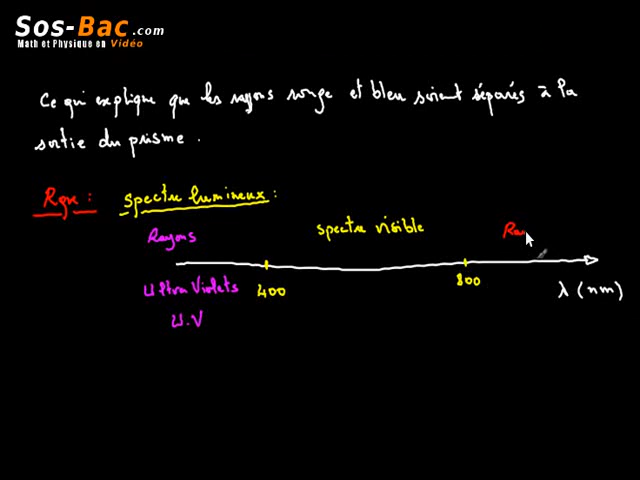 Sos-Bac.com
Math et Physique en Vidéo
Ce qui explique que les rayons rouge et bleu soient séparés à la
sortie du prisme.
Rque : spectre lumineux :
Rayons spectre visible
Ultra Violets 400 800 λ (nm)
U.V